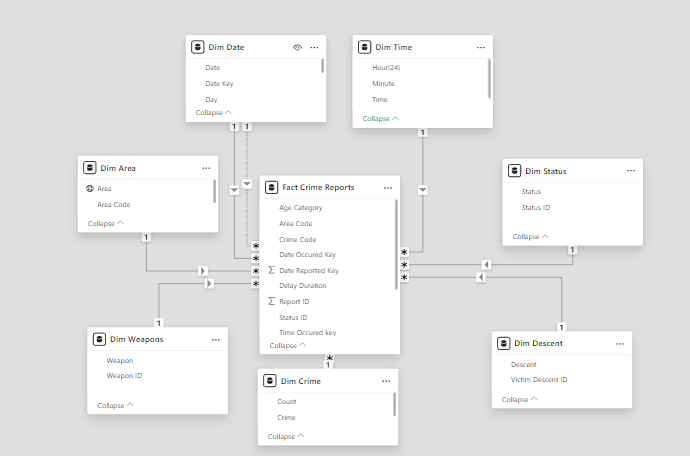 Dim Date
Date
Date Key
Day
Collapse
Dim Time
Hour(24)
Minute
Time
Collapse
1
1
1
Dim Area
Area
Area Code
Collapse
1
Fact Crime Reports
Age Category
Area Code
Crime Code
Date Occured Key
Date Reported Key
Delay Duration
Report ID
Status ID
Time Occured key
Collapse
Dim Status
Status
Status ID
Collapse
1
*
*
*
*
*
*
*
*
1
Dim Weapons
Weapon
Weapon ID
Collapse
1
1
Dim Crime
Count
Crime
Collapse
1
Dim Descent
Descent
Victim Descent ID
Collapse